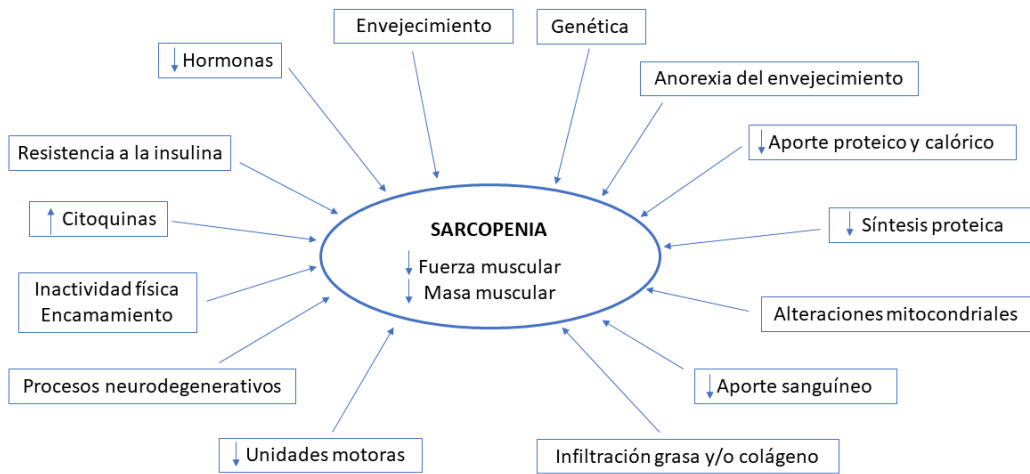 Envejecimiento
Genética
↓ Hormonas
Anorexia del envejecimiento
↓ Aporte proteico y calórico
Resistencia a la insulina
↑ Citoquinas
↓ Síntesis proteica
SARCOPENIA
↓ Fuerza muscular
↓ Masa muscular
Inactividad física
Encamamiento
Alteraciones mitocondriales
Procesos neurodegenerativos
↓ Aporte sanguíneo
↓ Unidades motoras
Infiltración grasa y/o colágeno